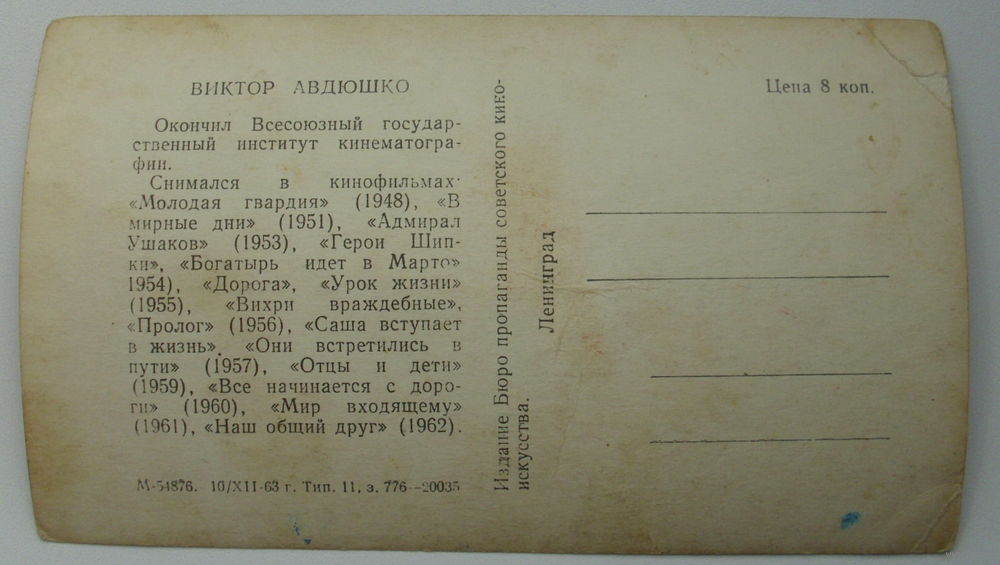 ВИКТОР АВДЮШКО
Окончил Всесоюзный государ-
ственный институт кинематогра-
фии.
Снимался в кинофильмах:
«Молодая гвардия» (1948), «В
мирные дни» (1951), «Адмирал
Ушаков» (1953), «Герои Шип-
ки», «Богатырь идет в Марто»
1954), «Дорога», «Урок жизни»
(1955), «Вихри враждебные»,
«Пролог» (1956), «Саша вступает
в жизнь», «Они встретились в
пути» (1957), «Отцы и дети»
(1959), «Все начинается с доро-
ги» (1960), «Мир входящему»
(1961), «Наш общий друг» (1962).
М-54876. 10/XII-63 г. Тип. 11, з. 776—20035
Издание Бюро пропаганды советского кино-
искусства.
Ленинград
Цена 8 коп.